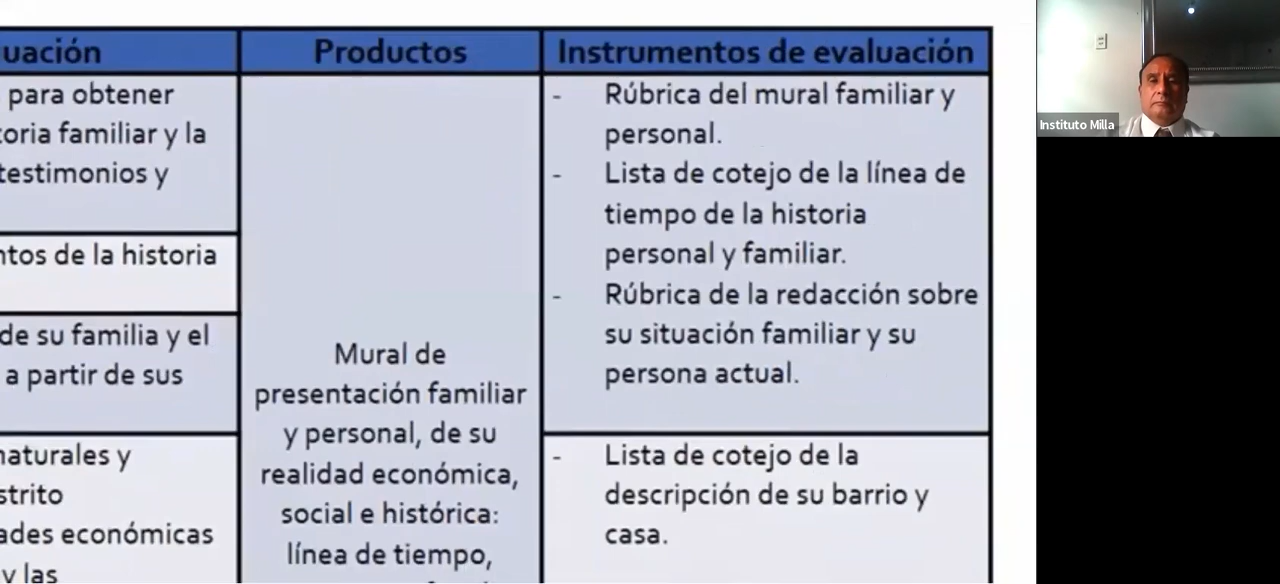 uación
Productos
Instrumentos de evaluación
para obtener
toria familiar y la
testimonios y
ntos de la historia
de su familia y el
a partir de sus
naturales y
strito
ades económicas
y las
Mural de
presentación familiar
y personal, de su
realidad económica,
social e histórica:
línea de tiempo,
- Rúbrica del mural familiar y
personal.
- Lista de cotejo de la línea de
tiempo de la historia
personal y familiar.
- Rúbrica de la redacción sobre
su situación familiar y su
persona actual.
- Lista de cotejo de la
descripción de su barrio y
casa.
Instituto Milla